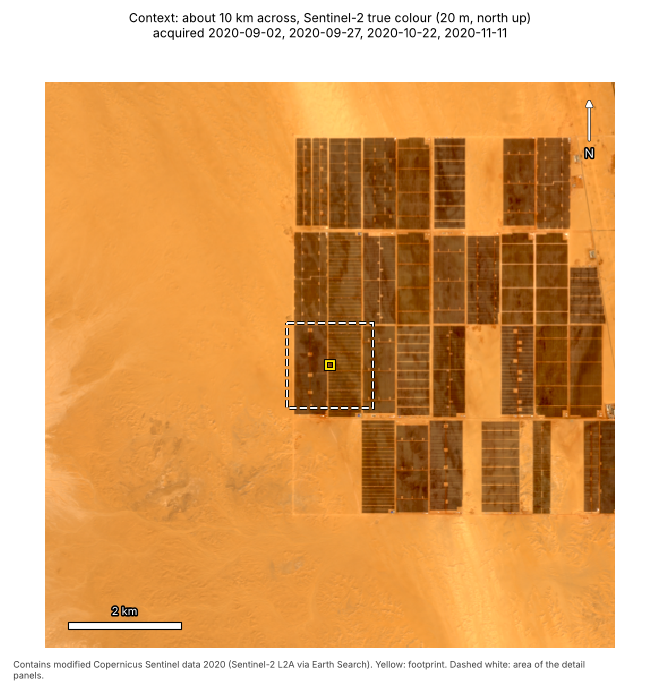 Context: about 10 km across, Sentinel-2 true colour (20 m, north up)
acquired 2020-09-02, 2020-09-27, 2020-10-22, 2020-11-11
N
2 km
Contains modified Copernicus Sentinel data 2020 (Sentinel-2 L2A via Earth Search). Yellow: footprint. Dashed white: area of the detail
panels.